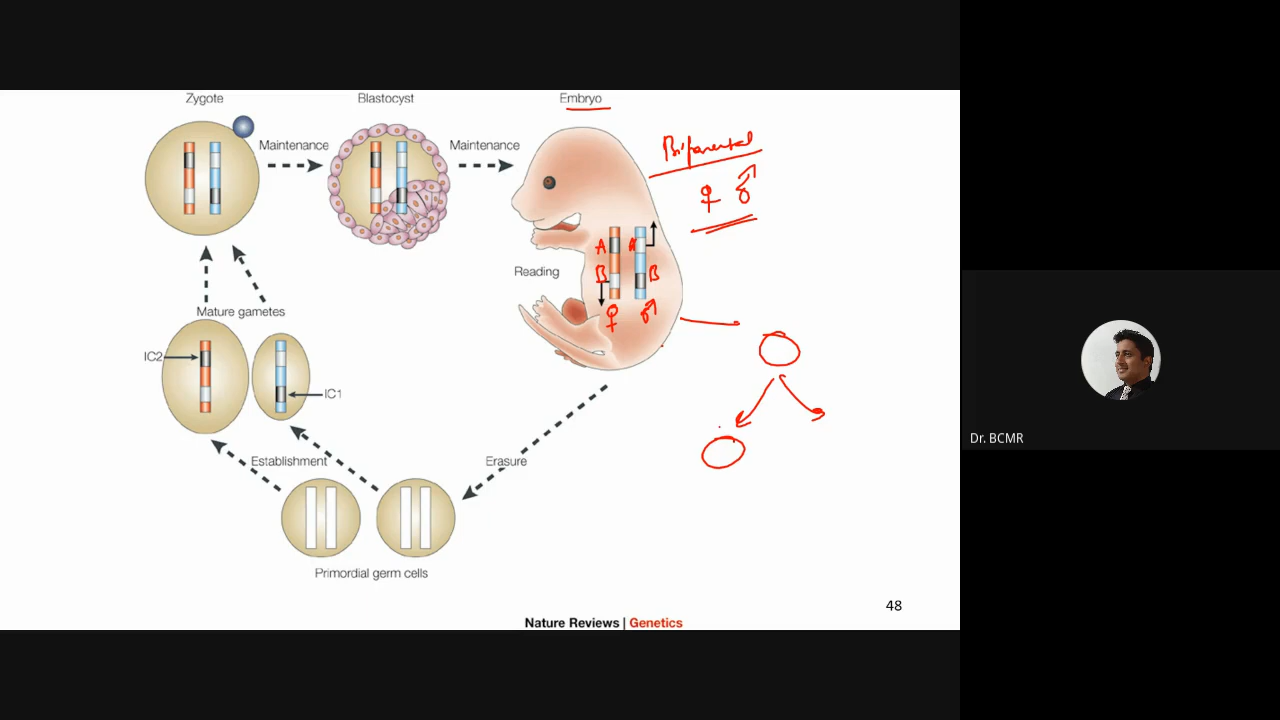 Zygote
Blastocyst
Embryo
Maintenance
Maintenance
Biparental
♀ ♂
A
A
Reading
B
B
♀ ♂
Mature gametes
IC2
IC1
Establishment
Erasure
Primordial germ cells
Dr. BCMR
48
Nature Reviews | Genetics